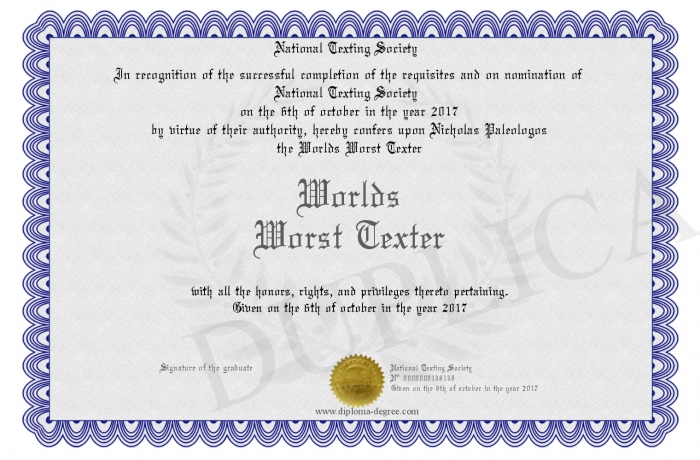 National Texting Society
In recognition of the successful completion of the requisites and on nomination of
National Texting Society
on the 6th of october in the year 2017
by virtue of their authority, hereby confers upon Nicholas Paleologos
the Worlds Worst Texter
Worlds
Worst Texter
with all the honors, rights, and privileges thereto pertaining.
Given on the 6th of october in the year 2017
DUPLICA
Signature of the graduate
National Texting Society
Given on the 6th of october in the year 2017
www.diploma-degree.com